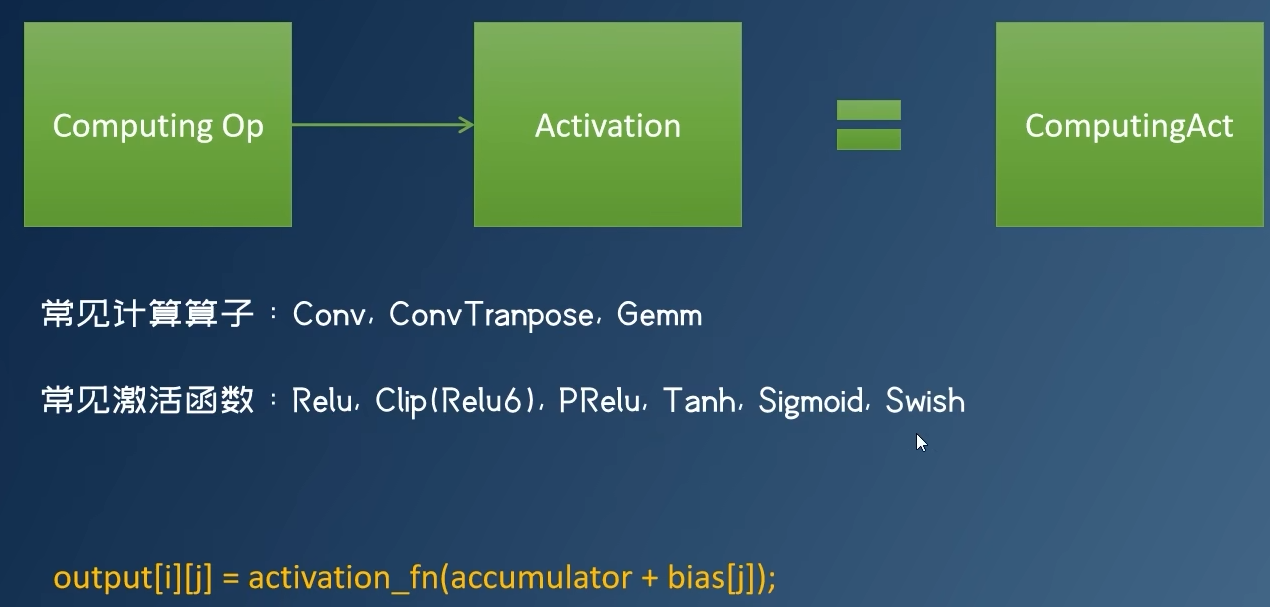 Computing Op
Activation
ComputingAct
常见计算算子：Conv, ConvTranpose, Gemm
常见激活函数：Relu, Clip(Relu6), PRelu, Tanh, Sigmoid, Swish
output[i][j] = activation_fn(accumulator + bias[j]);